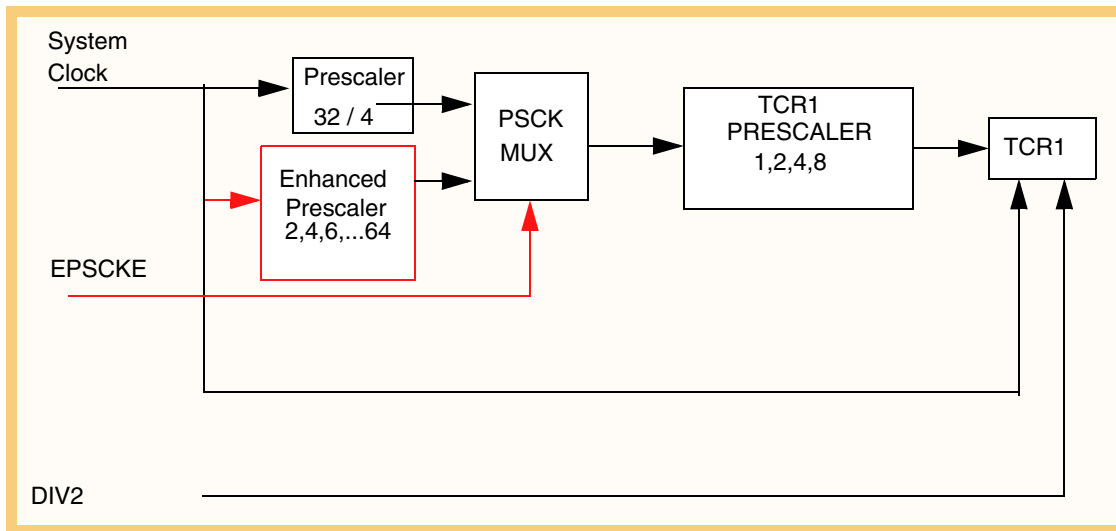 System
Clock
Prescaler
32 / 4
PSCK
MUX
TCR1
PRESCALER
1,2,4,8
TCR1
Enhanced
Prescaler
2,4,6,...64
EPSCKE
DIV2